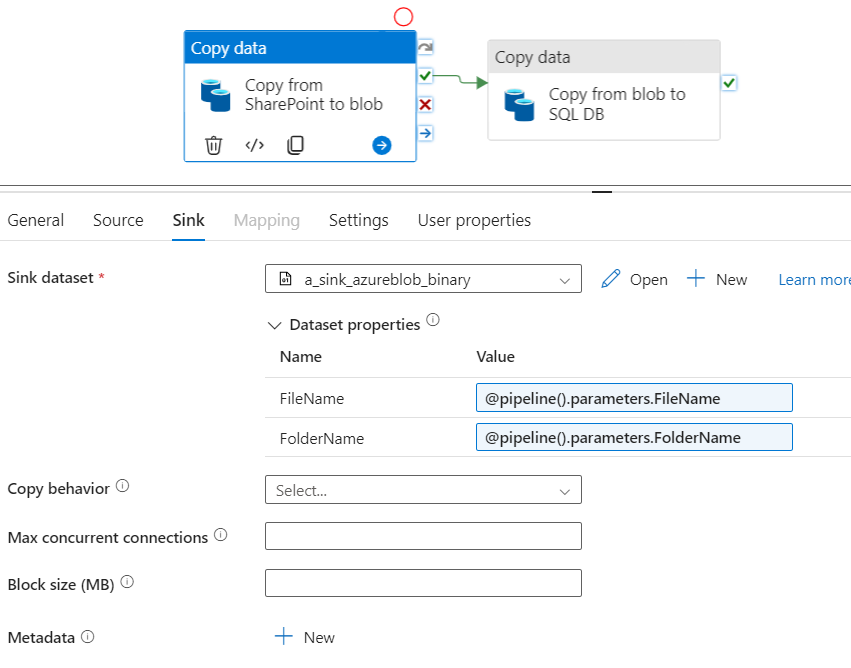 Copy data
Copy from
SharePoint to blob
Copy data
Copy from blob to
SQL DB
General Source Sink Mapping Settings User properties
Sink dataset * a_sink_azureblob_binary Open New Learn more
Dataset properties
Name Value
FileName @pipeline().parameters.FileName
FolderName @pipeline().parameters.FolderName
Copy behavior Select...
Max concurrent connections
Block size (MB)
Metadata New